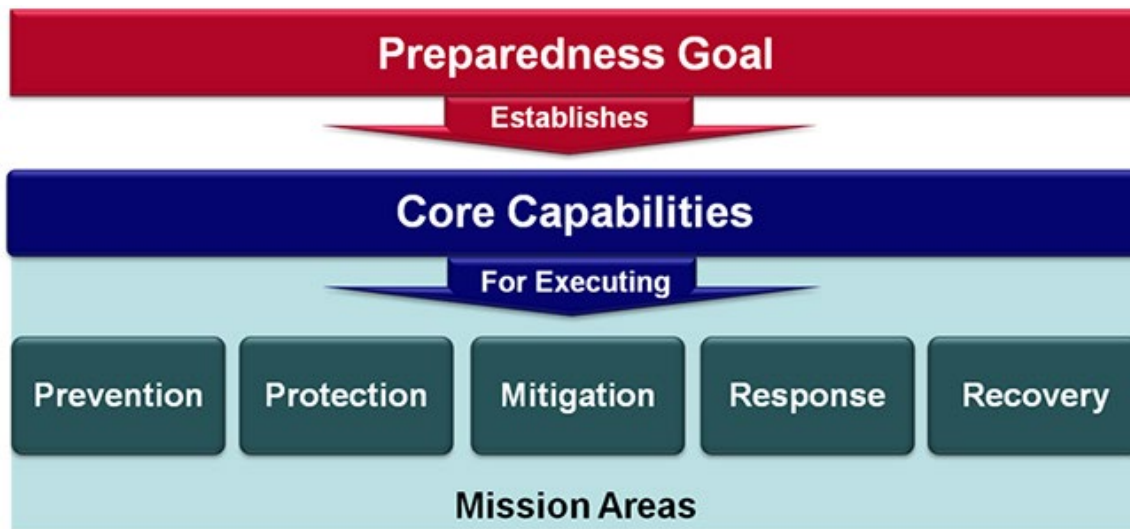 Preparedness Goal
Establishes
Core Capabilities
For Executing
Prevention Protection Mitigation Response Recovery
Mission Areas